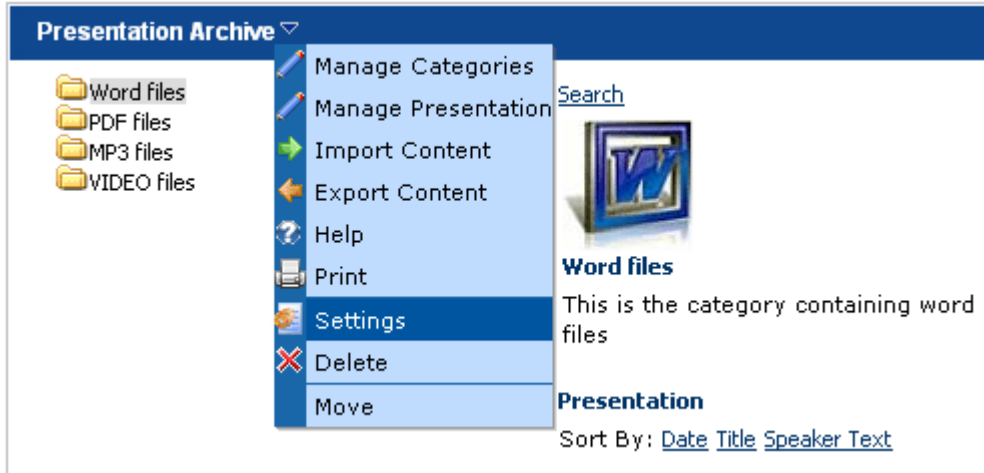 Presentation Archive
Word files
PDF files
MP3 files
VIDEO files
Manage Categories
Manage Presentation
Import Content
Export Content
Help
Print
Settings
Delete
Move
Search
W
Word files
This is the category containing word
files
Presentation
Sort By: Date Title Speaker Text